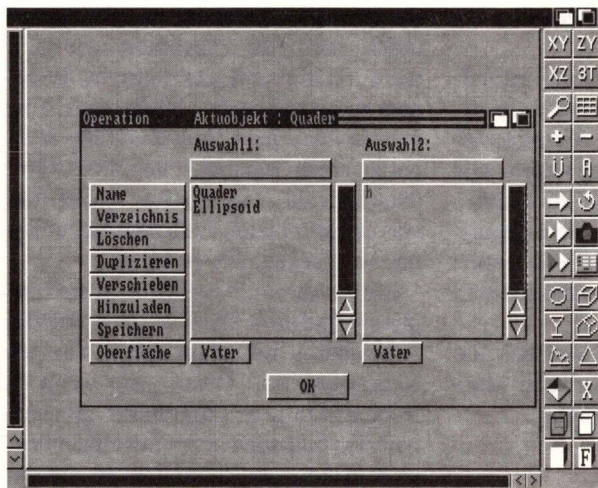 XY ZY
XZ 3T
Operation Aktuobjekt : Quader
Auswahl1: Auswahl2:
Ü A
Name
Verzeichnis
Löschen
Duplizieren
Verschieben
Hinzuladen
Speichern
Oberfläche
Quader
Ellipsoid
h
Vater Vater
OK
X
F